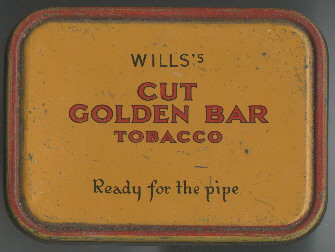 WILLS'S
CUT
GOLDEN BAR
TOBACCO
Ready for the pipe